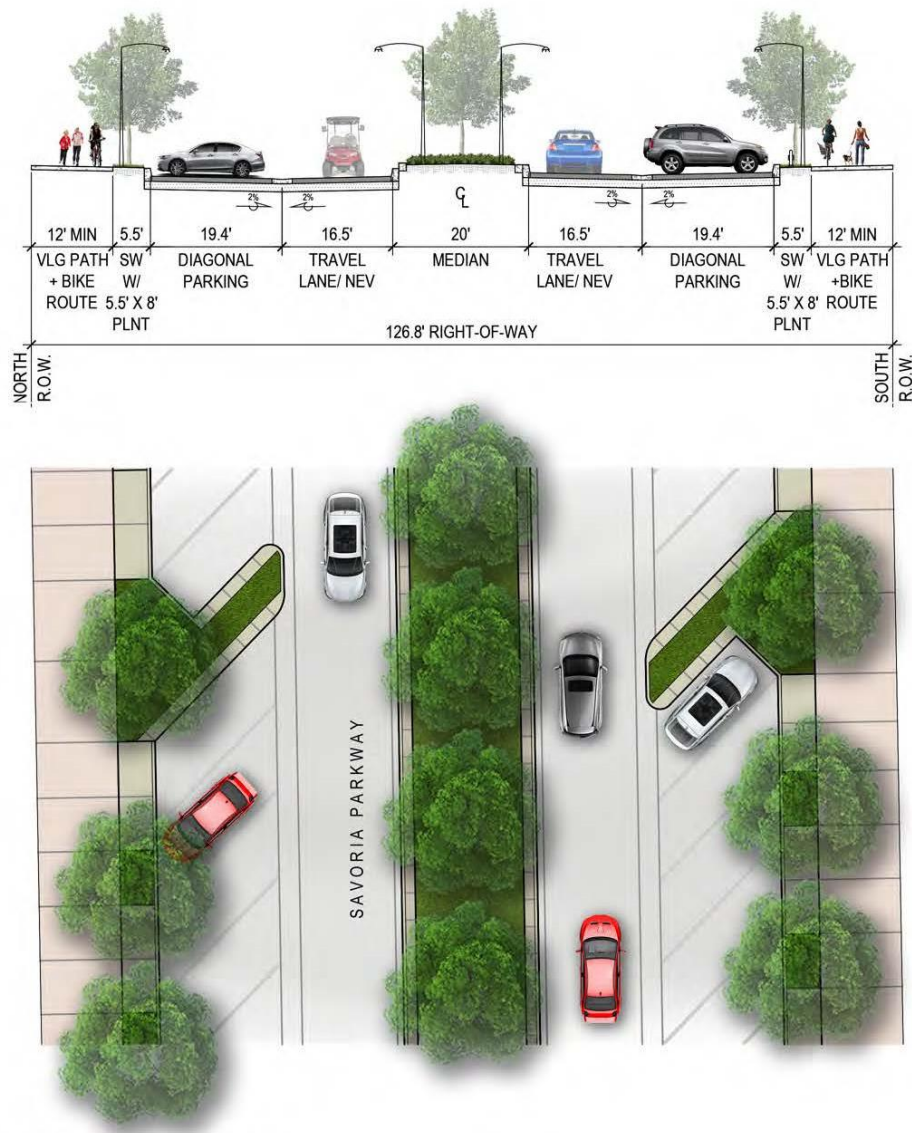 2% 2% 2% 2%
℄
12' MIN 5.5' 19.4' 16.5' 20' 16.5' 19.4' 5.5' 12' MIN
VLG PATH
+ BIKE
ROUTE
SW
W/
5.5' X 8'
PLNT
DIAGONAL
PARKING
TRAVEL
LANE/ NEV
MEDIAN
TRAVEL
LANE/ NEV
DIAGONAL
PARKING
SW
W/
5.5' X 8'
PLNT
VLG PATH
+BIKE
ROUTE
126.8' RIGHT-OF-WAY
NORTH
R.O.W.
SOUTH
R.O.W.
SAVORIA PARKWAY